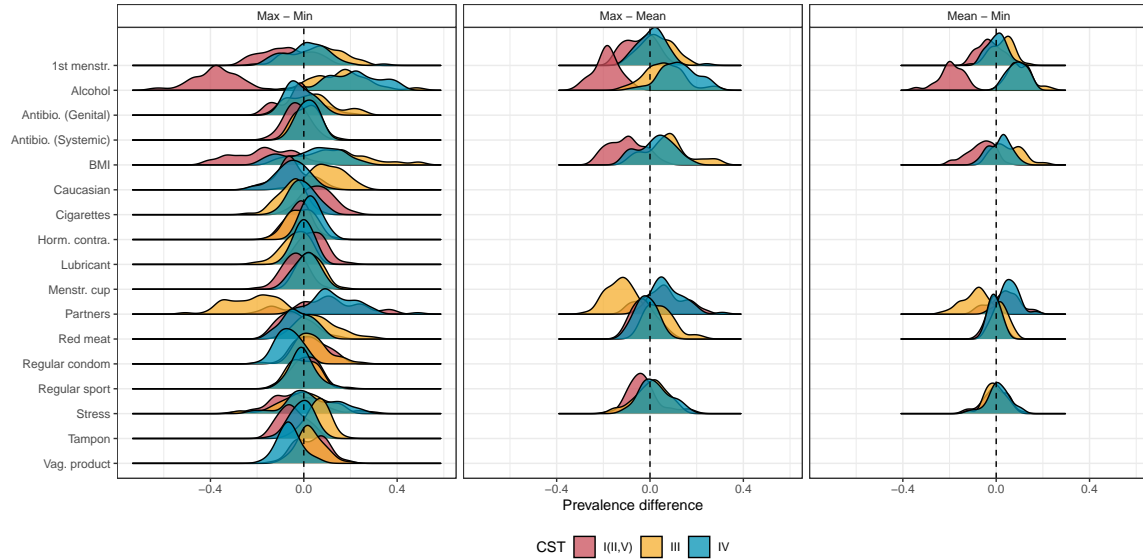 Max − Min
Max − Mean
Mean − Min
1st menstr.
Alcohol
Antibio. (Genital)
Antibio. (Systemic)
BMI
Caucasian
Cigarettes
Horm. contra.
Lubricant
Menstr. cup
Partners
Red meat
Regular condom
Regular sport
Stress
Tampon
Vag. product
−0.4 0.0 0.4
−0.4 0.0 0.4
−0.4 0.0 0.4
Prevalence difference
CST I(II,V) III IV